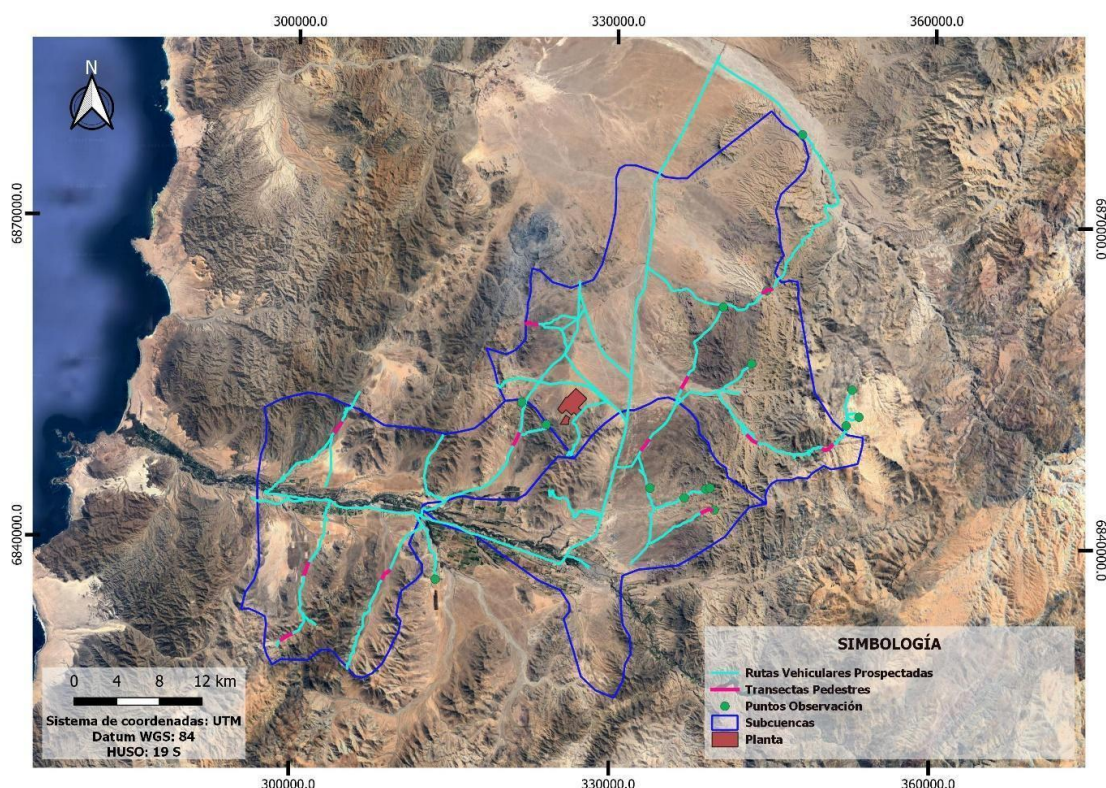 300000.0 330000.0 360000.0
N
6870000.0 6870000.0
6840000.0 6840000.0
SIMBOLOGÍA
Rutas Vehiculares Prospectadas
Transectas Pedestres
Puntos Observación
Subcuencas
Planta
0 4 8 12 km
Sistema de coordenadas: UTM
Datum WGS: 84
HUSO: 19 S
300000.0 330000.0 360000.0